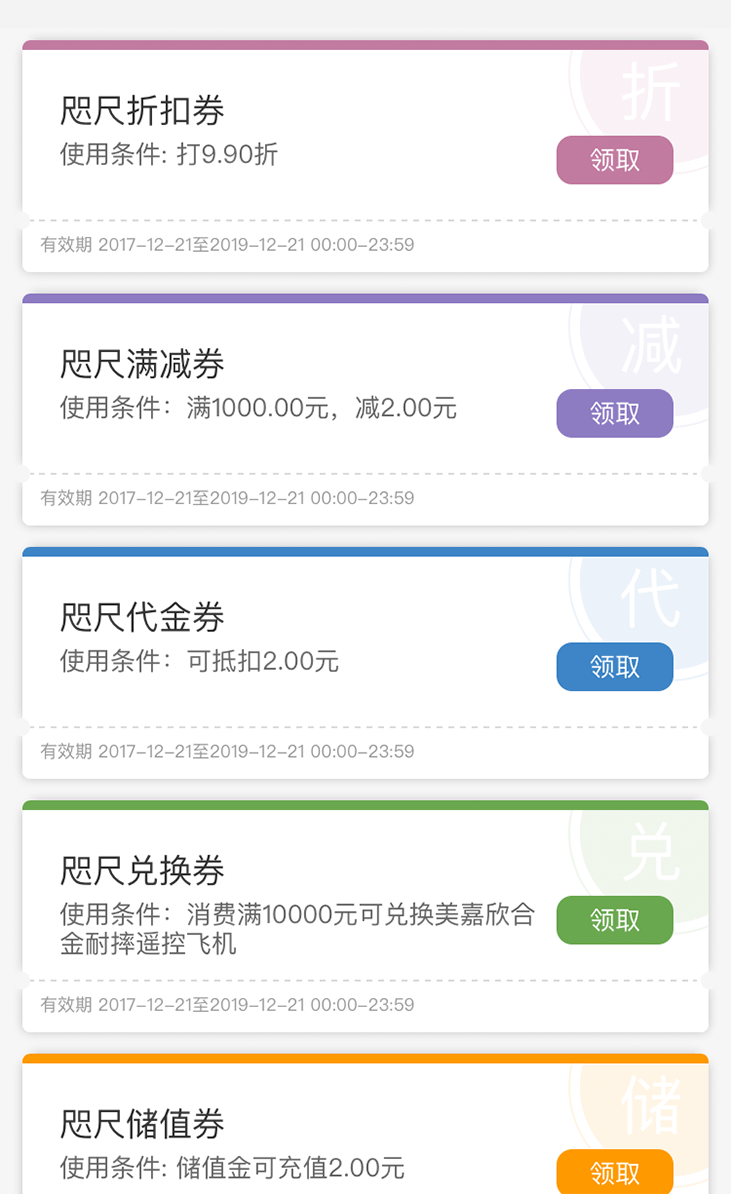 折
咫尺折扣券
使用条件: 打9.90折
领取
有效期 2017-12-21至2019-12-21 00:00-23:59
减
咫尺满减券
使用条件：满1000.00元，减2.00元
领取
有效期 2017-12-21至2019-12-21 00:00-23:59
代
咫尺代金券
使用条件：可抵扣2.00元
领取
有效期 2017-12-21至2019-12-21 00:00-23:59
兑
咫尺兑换券
使用条件：消费满10000元可兑换美嘉欣合
金耐摔遥控飞机
领取
有效期 2017-12-21至2019-12-21 00:00-23:59
储
咫尺储值券
使用条件: 储值金可充值2.00元
领取